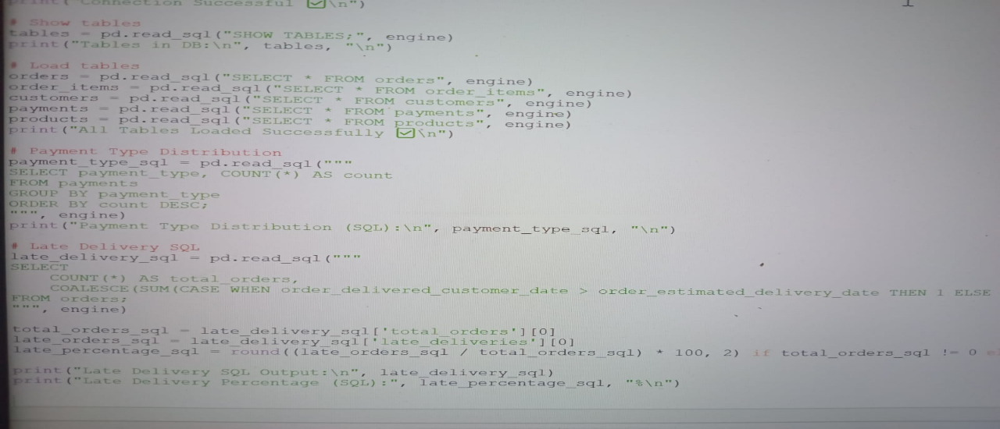 print("Connection Successful ✅\n")
# Show tables
tables = pd.read_sql("SHOW TABLES;", engine)
print("Tables in DB:\n", tables, "\n")
# Load tables
orders = pd.read_sql("SELECT * FROM orders", engine)
order_items = pd.read_sql("SELECT * FROM order_items", engine)
customers = pd.read_sql("SELECT * FROM customers", engine)
payments = pd.read_sql("SELECT * FROM payments", engine)
products = pd.read_sql("SELECT * FROM products", engine)
print("All Tables Loaded Successfully ✅\n")
# Payment Type Distribution
payment_type_sql = pd.read_sql("""
SELECT payment_type, COUNT(*) AS count
FROM payments
GROUP BY payment_type
ORDER BY count DESC;
""", engine)
print("Payment Type Distribution (SQL):\n", payment_type_sql, "\n")
# Late Delivery SQL
late_delivery_sql = pd.read_sql("""
SELECT
    COUNT(*) AS total_orders,
    COALESCE(SUM(CASE WHEN order_delivered_customer_date > order_estimated_delivery_date THEN 1 ELSE
FROM orders;
""", engine)
total_orders_sql = late_delivery_sql['total_orders'][0]
late_orders_sql = late_delivery_sql['late_deliveries'][0]
late_percentage_sql = round((late_orders_sql / total_orders_sql) * 100, 2) if total_orders_sql != 0
print("Late Delivery SQL Output:\n", late_delivery_sql)
print("Late Delivery Percentage (SQL):", late_percentage_sql, "%\n")